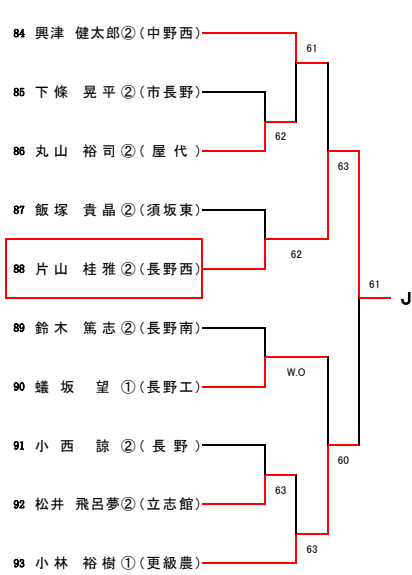 84 興津 健太郎②(中野西)
61
85 下條 晃平②(市長野)
62
86 丸山 裕司②(屋代)
63
87 飯塚 貴晶②(須坂東)
62
88 片山 桂雅②(長野西)
61
J
89 鈴木 篤志②(長野南)
W.O
90 蟻坂 望①(長野工)
91 小西 諒②(長野)
60
92 松井 飛呂夢②(立志館)
63
63
93 小林 裕樹①(更級農)